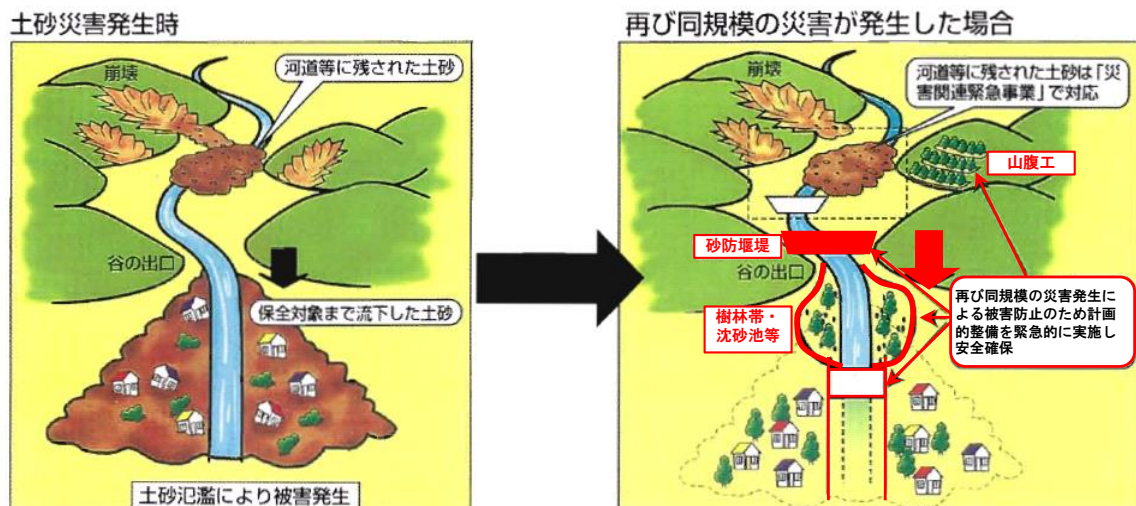 土砂災害発生時
崩壊
河道等に残された土砂
谷の出口
保全対象まで流下した土砂
土砂氾濫により被害発生
再び同規模の災害が発生した場合
崩壊
河道等に残された土砂は「災
害関連緊急事業」で対応
山腹工
砂防堰堤
谷の出口
樹林帯・
沈砂池等
再び同規模の災害発生に
よる被害防止のため計画
的整備を緊急的に実施し
安全確保